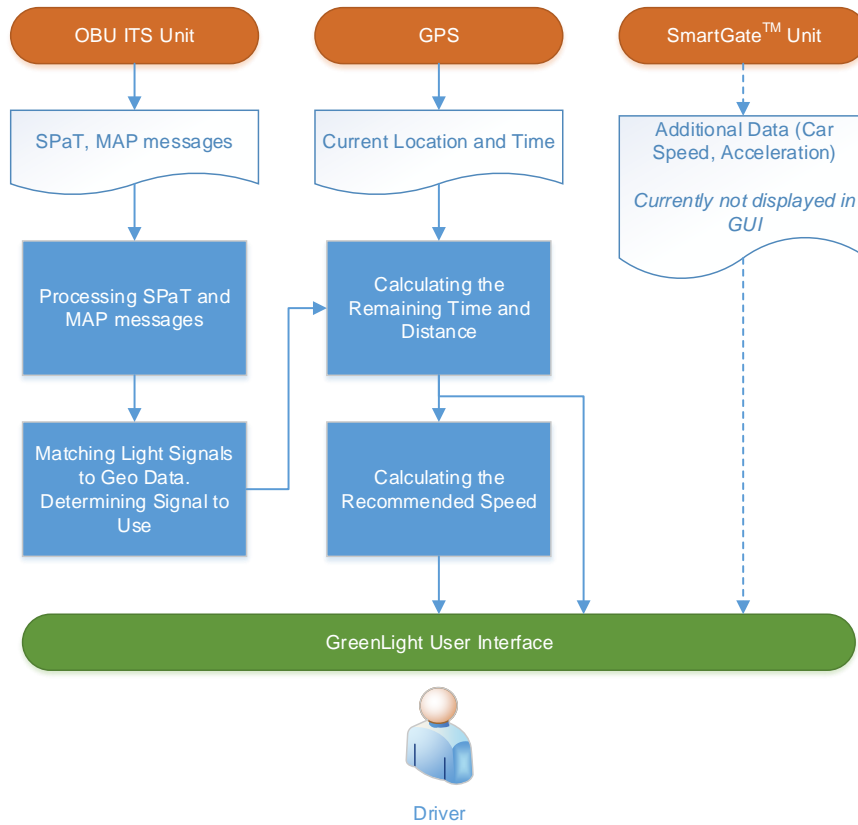 OBU ITS Unit
GPS
SmartGate™ Unit
SPaT, MAP messages
Current Location and Time
Additional Data (Car
Speed, Acceleration)
Currently not displayed in
GUI
Processing SPaT and
MAP messages
Calculating the
Remaining Time and
Distance
Matching Light Signals
to Geo Data.
Determining Signal to
Use
Calculating the
Recommended Speed
GreenLight User Interface
Driver